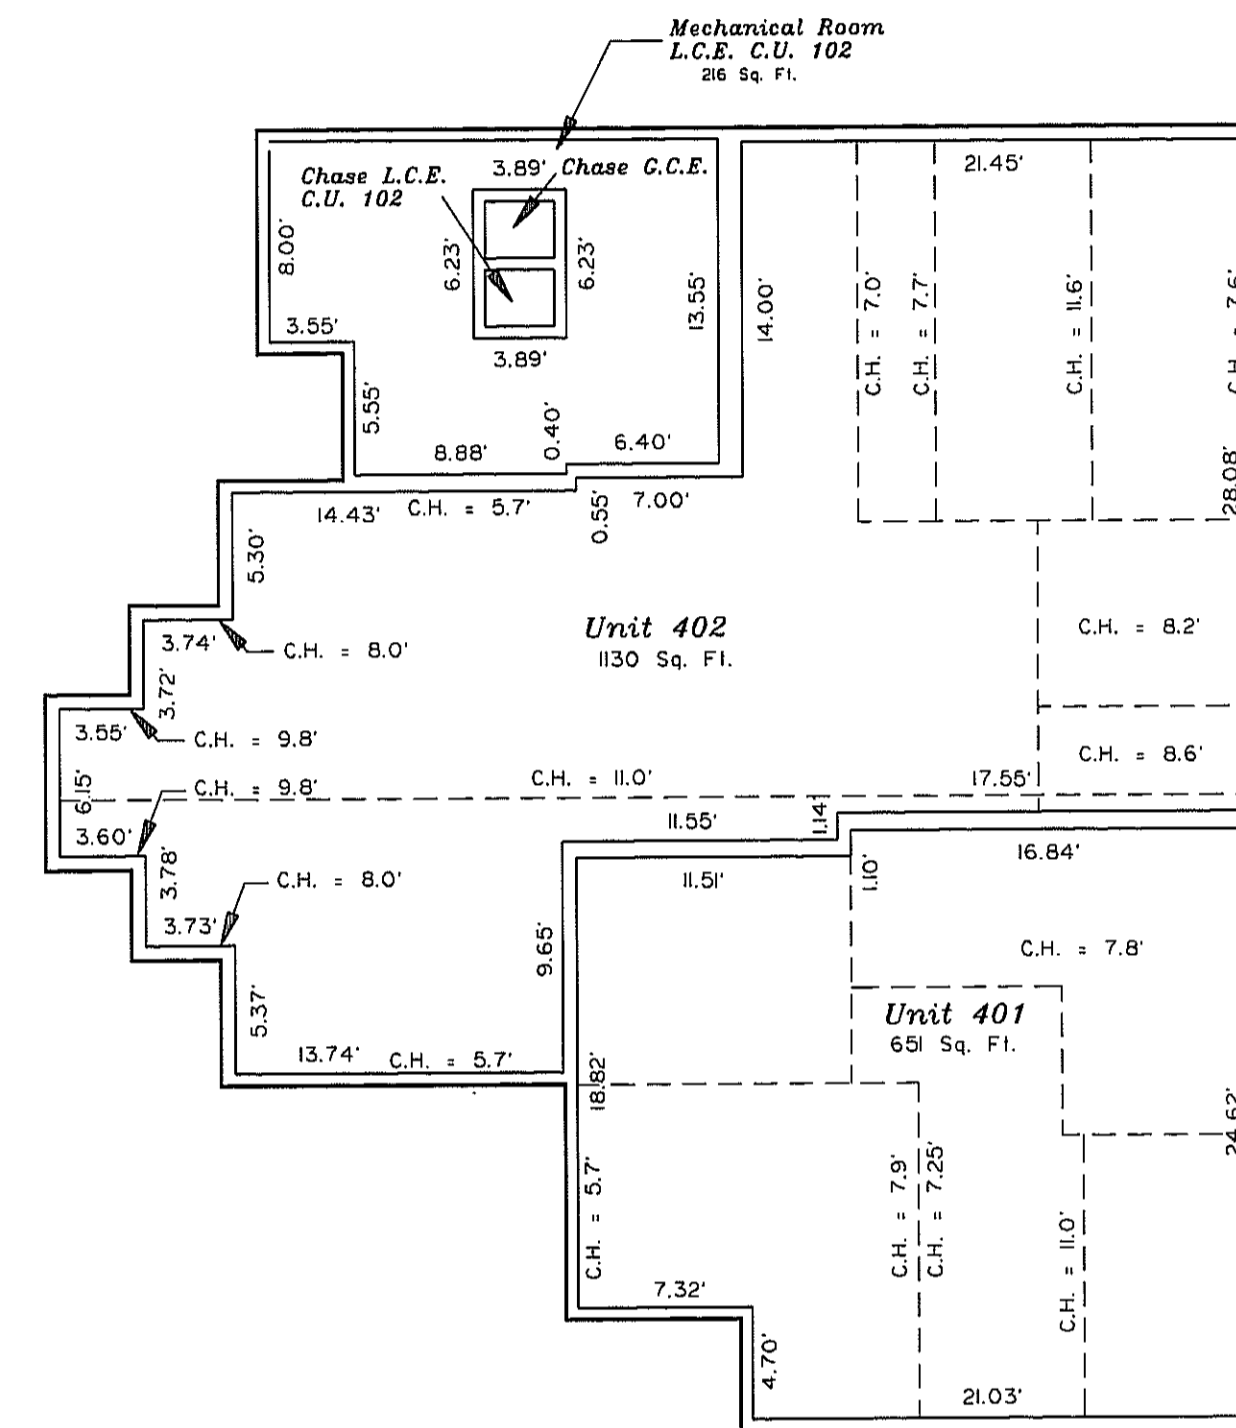 Mechanical Room
L.C.E. C.U. 102
216 Sq. Ft.
3.89'
Chase G.C.E.
Chase L.C.E.
C.U. 102
21.45'
8.00'
6.23'
6.23'
13.55'
14.00'
C.H. = 7.0'
C.H. = 7.7'
C.H. = 11.6'
C.H. = 7.6'
3.55'
3.89'
5.55'
8.88'
0.40'
6.40'
28.08'
14.43'
C.H. = 5.7'
0.55'
7.00'
5.30'
Unit 402
1130 Sq. Ft.
C.H. = 8.2'
3.74'
C.H. = 8.0'
3.72'
3.55'
C.H. = 9.8'
C.H. = 8.6'
6.15'
C.H. = 9.8'
C.H. = 11.0'
17.55'
3.60'
11.55'
1.14'
16.84'
3.78'
C.H. = 8.0'
11.51'
1.10'
3.73'
9.65'
C.H. = 7.8'
5.37'
Unit 401
651 Sq. Ft.
13.74'
C.H. = 5.7'
18.82'
24.62'
C.H. = 5.7'
C.H. = 7.9'
C.H. = 7.25'
C.H. = 11.0'
7.32'
4.70'
21.03'